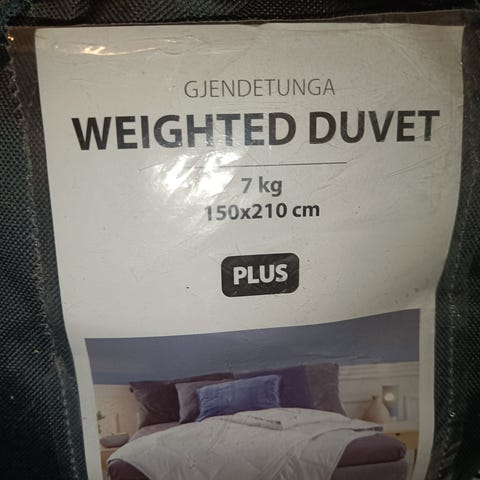 GJENDETUNGA
WEIGHTED DUVET
7 kg
150x210 cm
PLUS